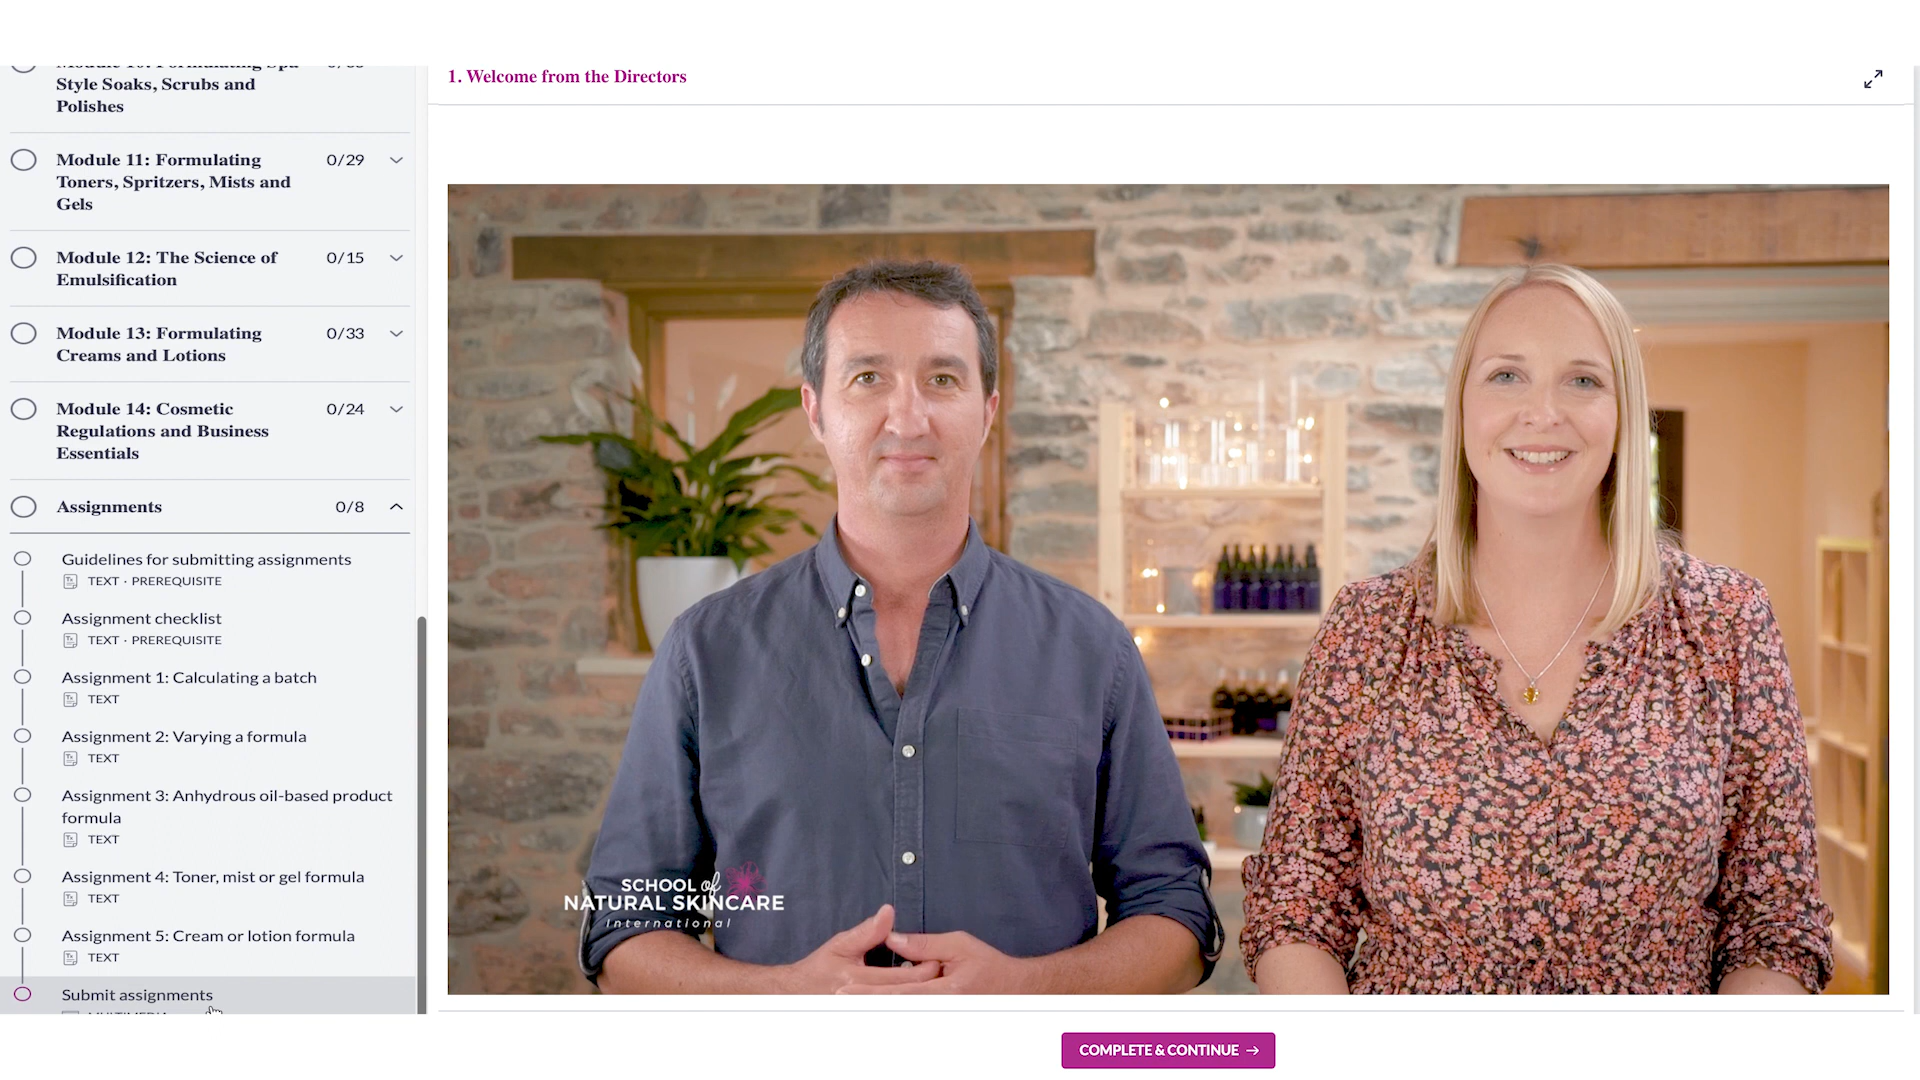 Style Soaks, Scrubs and
Polishes
Module 11: Formulating
Toners, Spritzers, Mists and
Gels
0/29
Module 12: The Science of
Emulsification
0/15
Module 13: Formulating
Creams and Lotions
0/33
Module 14: Cosmetic
Regulations and Business
Essentials
0/24
Assignments
0/8
Guidelines for submitting assignments
TEXT · PREREQUISITE
Assignment checklist
TEXT · PREREQUISITE
Assignment 1: Calculating a batch
TEXT
Assignment 2: Varying a formula
TEXT
Assignment 3: Anhydrous oil-based product
formula
TEXT
Assignment 4: Toner, mist or gel formula
TEXT
Assignment 5: Cream or lotion formula
TEXT
Submit assignments
1. Welcome from the Directors
SCHOOL of
NATURAL SKINCARE
International
COMPLETE & CONTINUE →